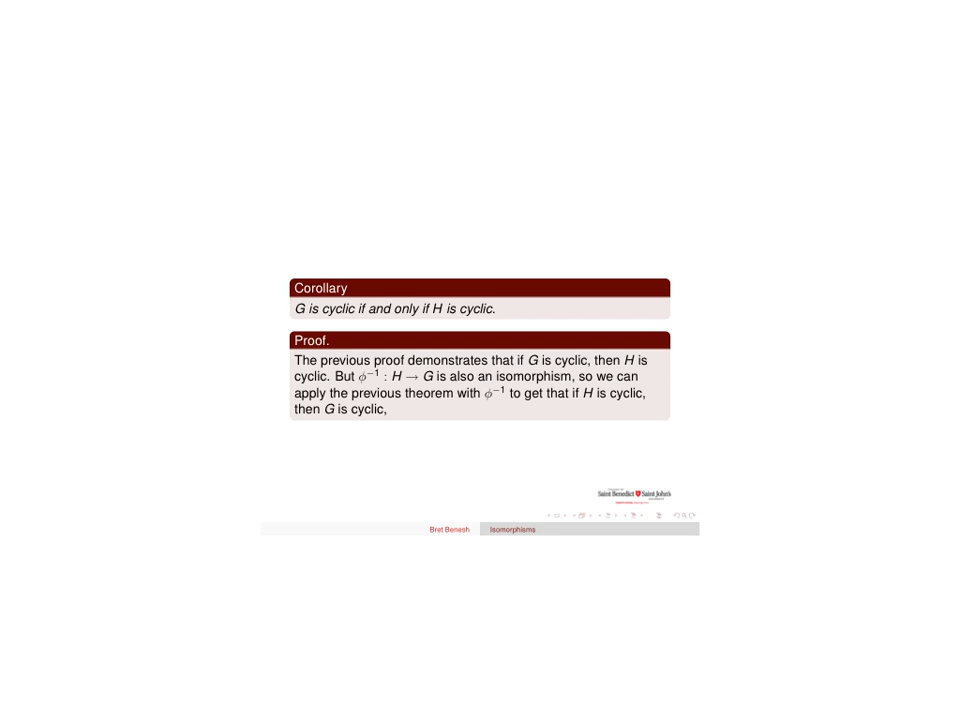 Corollary
G is cyclic if and only if H is cyclic.
Proof.
The previous proof demonstrates that if G is cyclic, then H is
cyclic. But ϕ⁻¹ : H → G is also an isomorphism, so we can
apply the previous theorem with ϕ⁻¹ to get that if H is cyclic,
then G is cyclic,
Saint Benedict Saint John's
Bret Benesh Isomorphisms